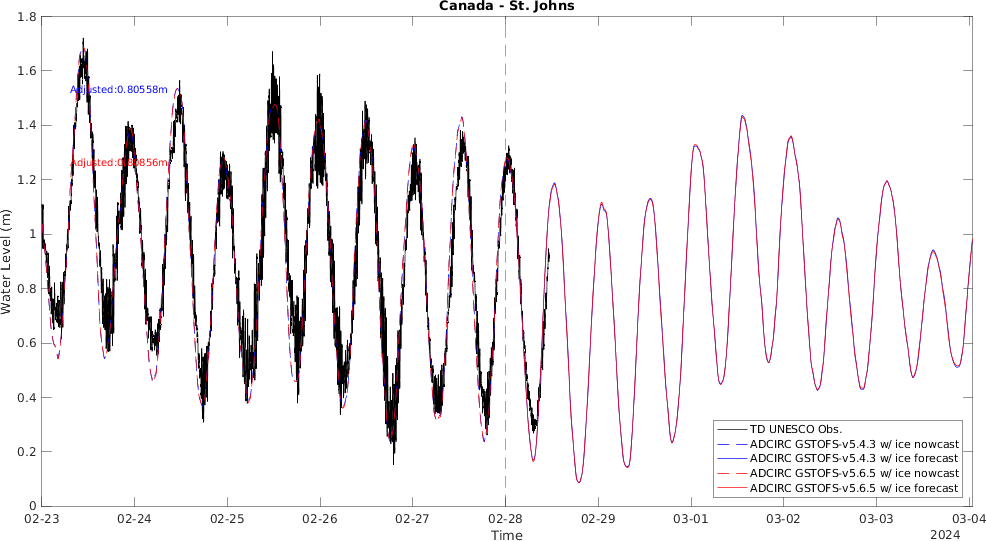 Canada - St. Johns
1.8
1.6
1.4
1.2
1
0.8
0.6
0.4
0.2
0
Water Level (m)
Adjusted:0.80558m
Adjusted:0.80856m
TD UNESCO Obs.
ADCIRC GSTOFS-v5.4.3 w/ ice nowcast
ADCIRC GSTOFS-v5.4.3 w/ ice forecast
ADCIRC GSTOFS-v5.6.5 w/ ice nowcast
ADCIRC GSTOFS-v5.6.5 w/ ice forecast
02-23 02-24 02-25 02-26 02-27 02-28 02-29 03-01 03-02 03-03 03-04
Time
2024